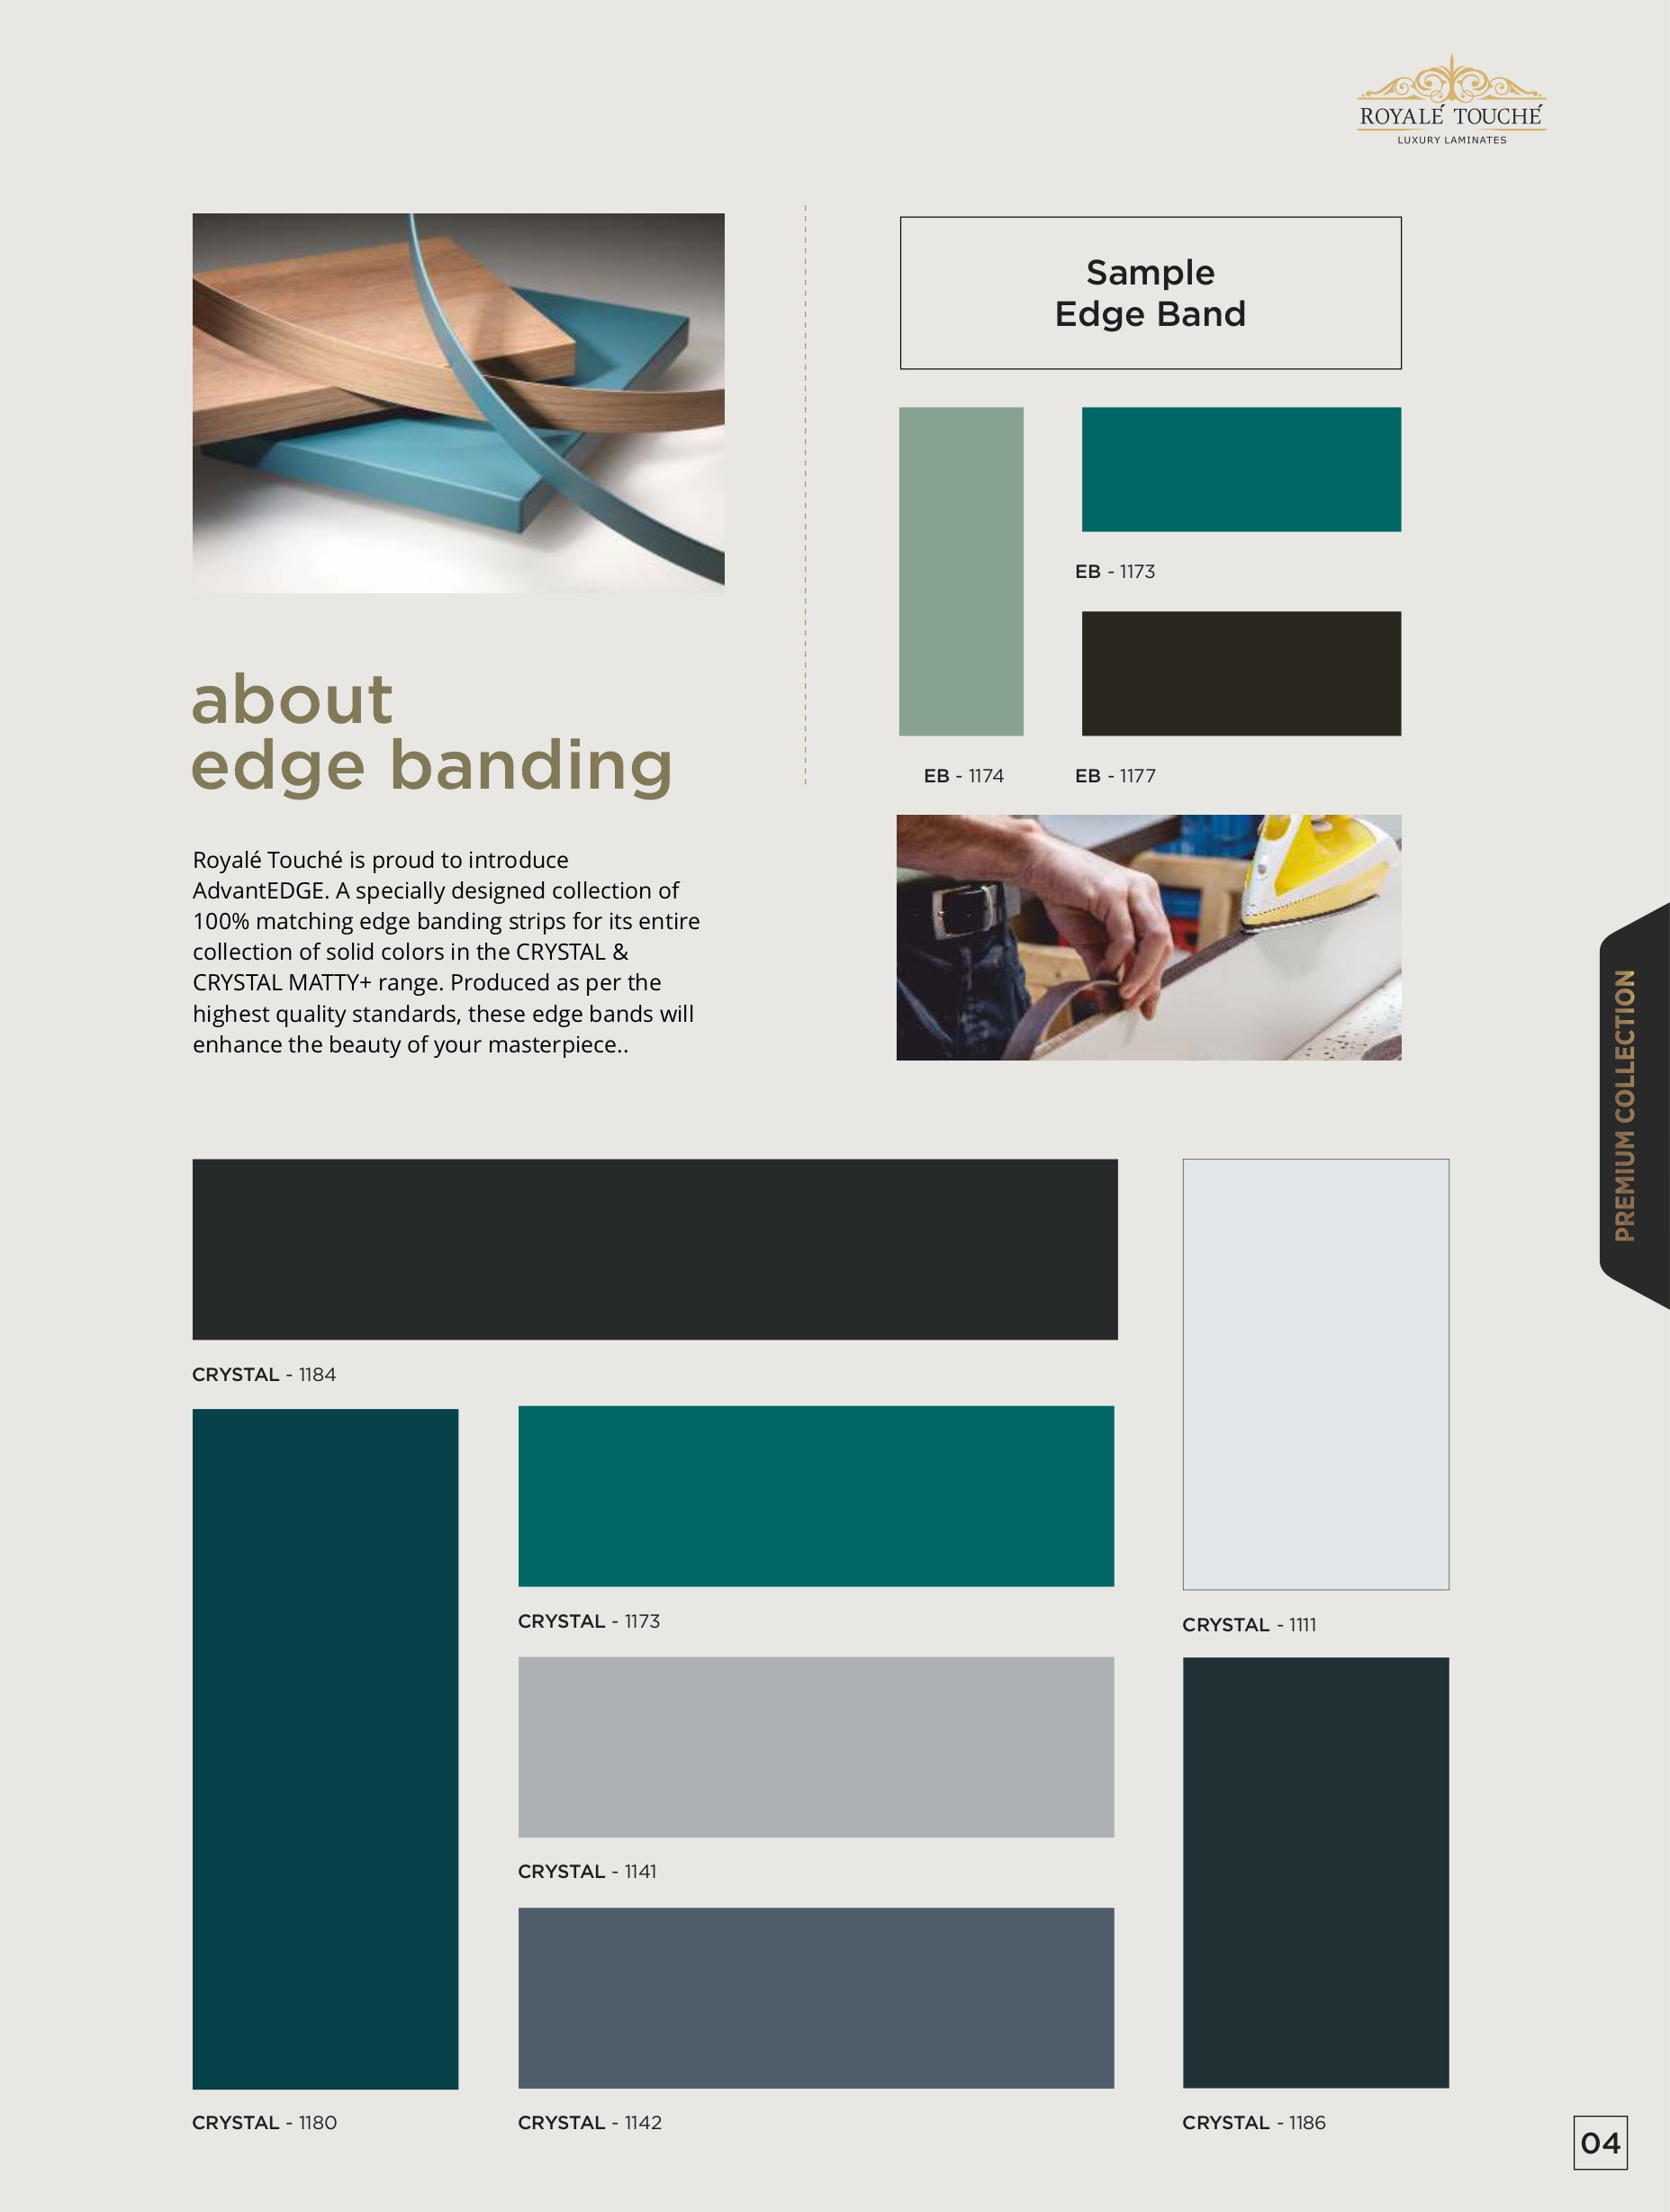 ROYALÉ TOUCHÉ
LUXURY LAMINATES
Sample
Edge Band
EB - 1173
EB - 1174
EB - 1177
about
edge banding
Royalé Touché is proud to introduce
AdvantEDGE. A specially designed collection of
100% matching edge banding strips for its entire
collection of solid colors in the CRYSTAL &
CRYSTAL MATTY+ range. Produced as per the
highest quality standards, these edge bands will
enhance the beauty of your masterpiece..
PREMIUM COLLECTION
CRYSTAL - 1184
CRYSTAL - 1173
CRYSTAL - 1111
CRYSTAL - 1141
CRYSTAL - 1180
CRYSTAL - 1142
CRYSTAL - 1186
04